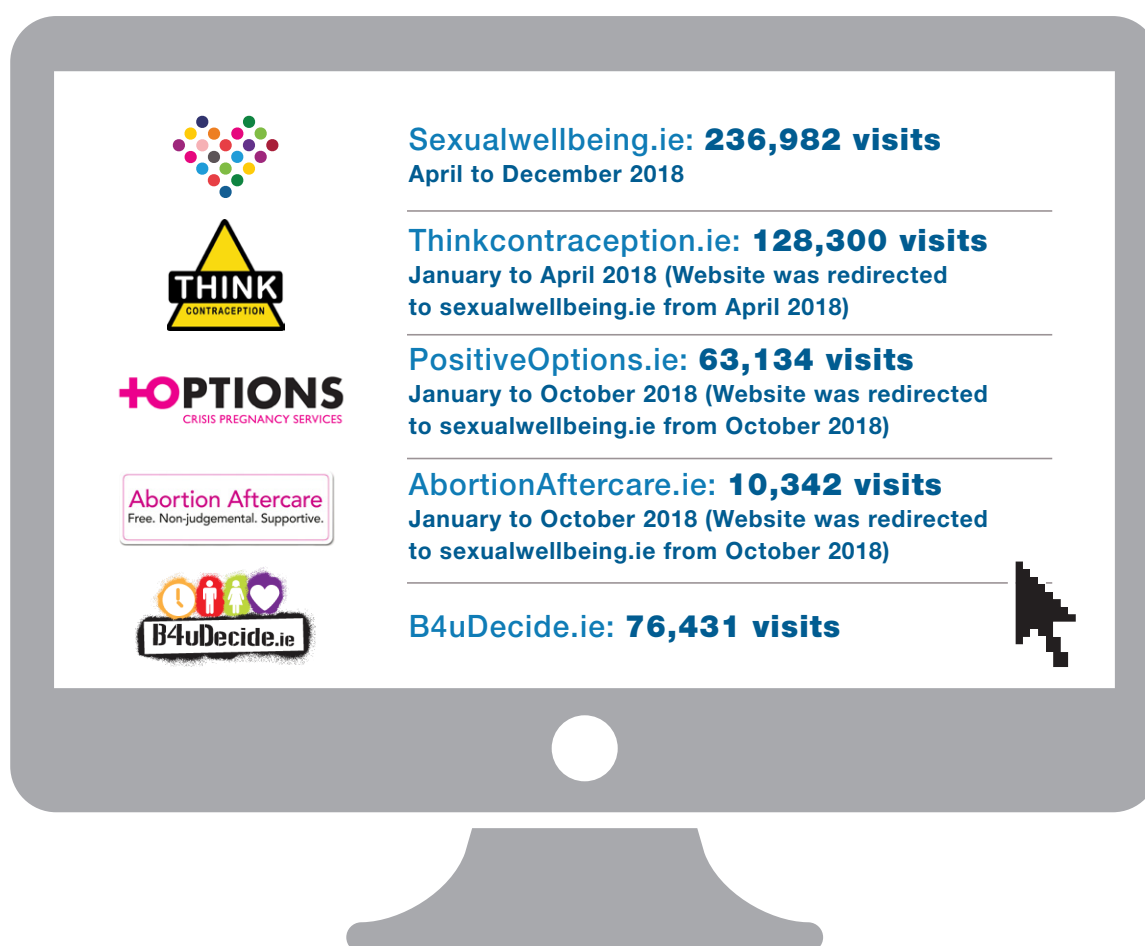 Sexualwellbeing.ie: 236,982 visits
April to December 2018
THINK
CONTRACEPTION
Thinkcontraception.ie: 128,300 visits
January to April 2018 (Website was redirected
to sexualwellbeing.ie from April 2018)
+OPTIONS
CRISIS PREGNANCY SERVICES
PositiveOptions.ie: 63,134 visits
January to October 2018 (Website was redirected
to sexualwellbeing.ie from October 2018)
Abortion Aftercare
Free. Non-judgemental. Supportive.
AbortionAftercare.ie: 10,342 visits
January to October 2018 (Website was redirected
to sexualwellbeing.ie from October 2018)
B4uDecide.ie
B4uDecide.ie: 76,431 visits